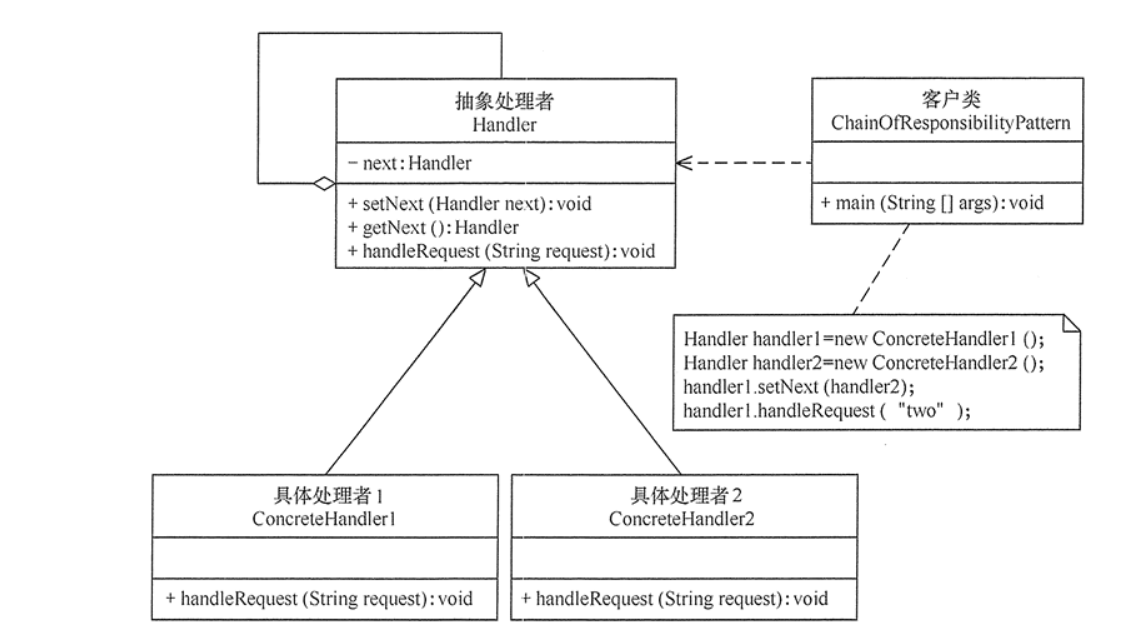 抽象处理者
Handler
- next:Handler
+ setNext (Handler next):void
+ getNext ():Handler
+ handleRequest (String request):void
客户类
ChainOfResponsibilityPattern
+ main (String [] args):void
Handler handler1=new ConcreteHandler1 ();
Handler handler2=new ConcreteHandler2 ();
handler1.setNext (handler2);
handler1.handleRequest ( "two" );
具体处理者1
ConcreteHandler1
+ handleRequest (String request):void
具体处理者2
ConcreteHandler2
+ handleRequest (String request):void